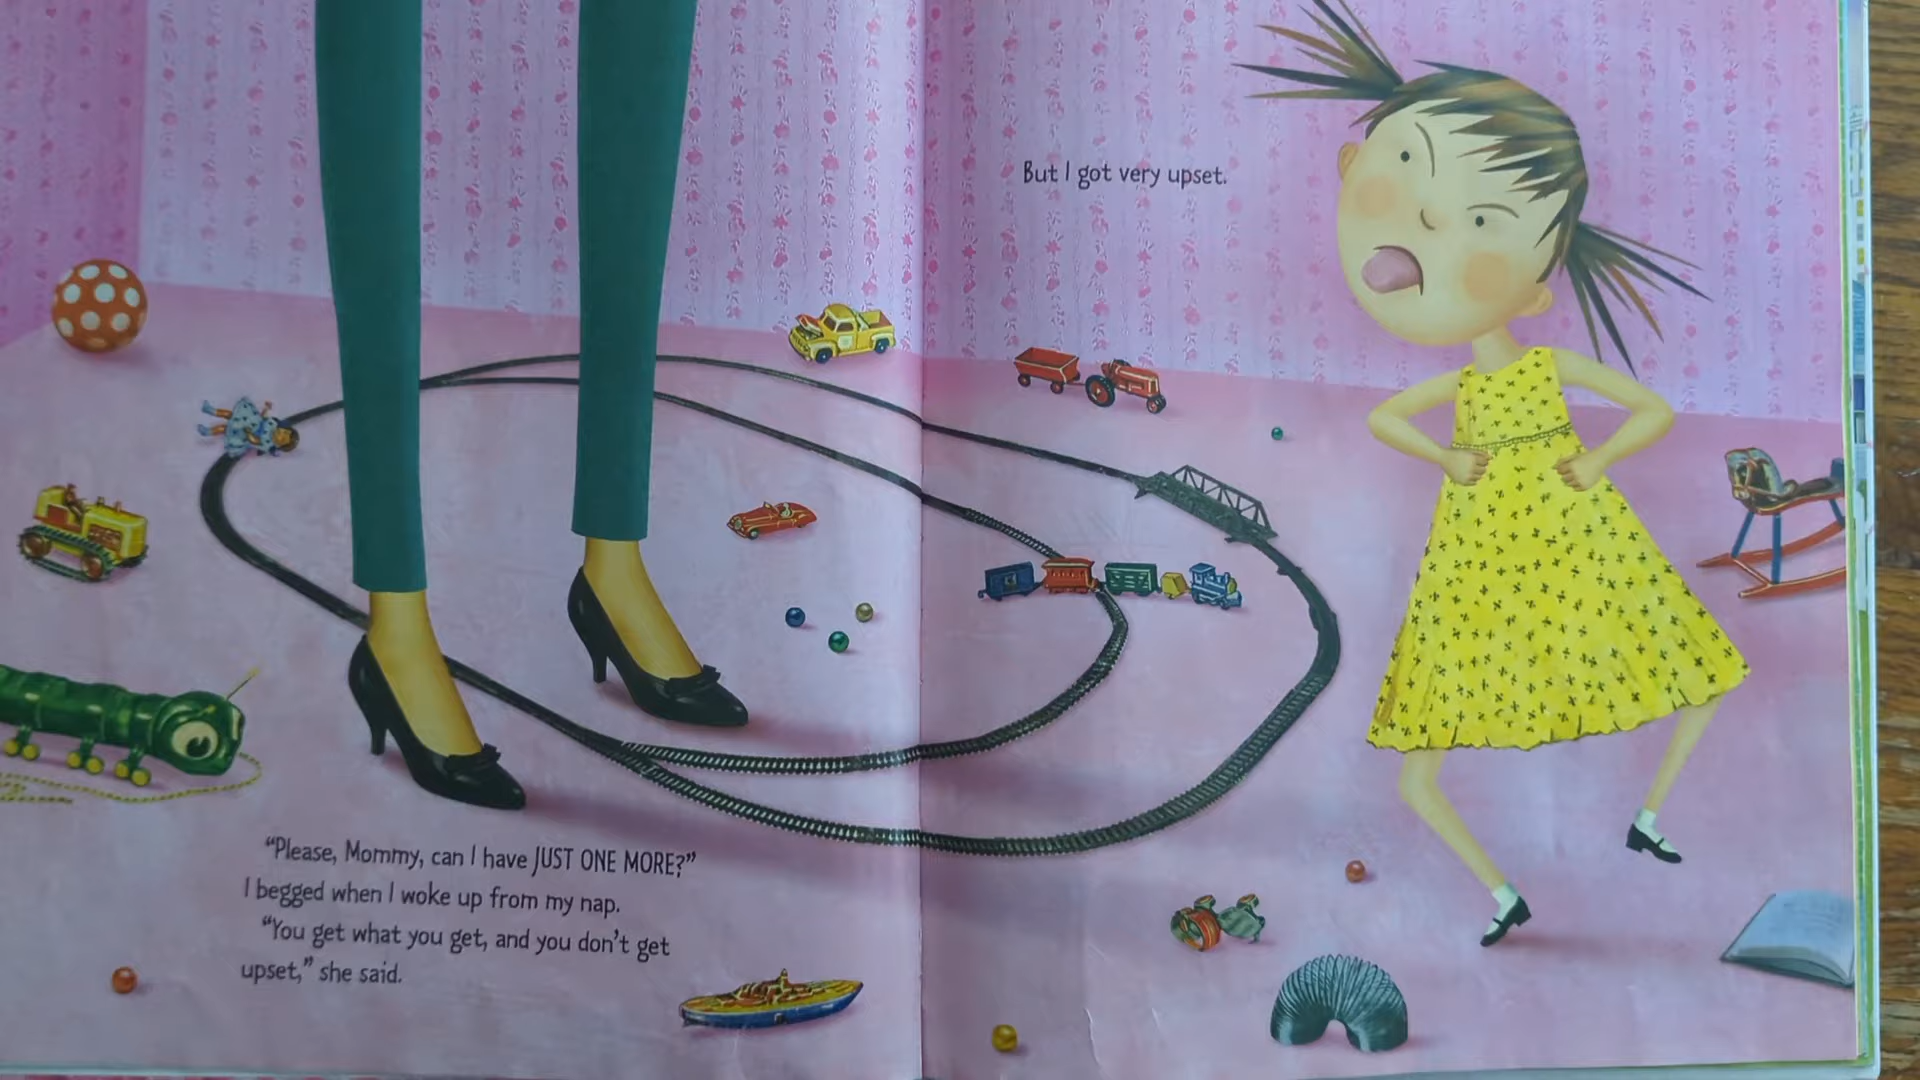 "Please, Mommy, can I have JUST ONE MORE?"
I begged when I woke up from my nap.
"You get what you get, and you don't get
upset," she said.
But I got very upset.